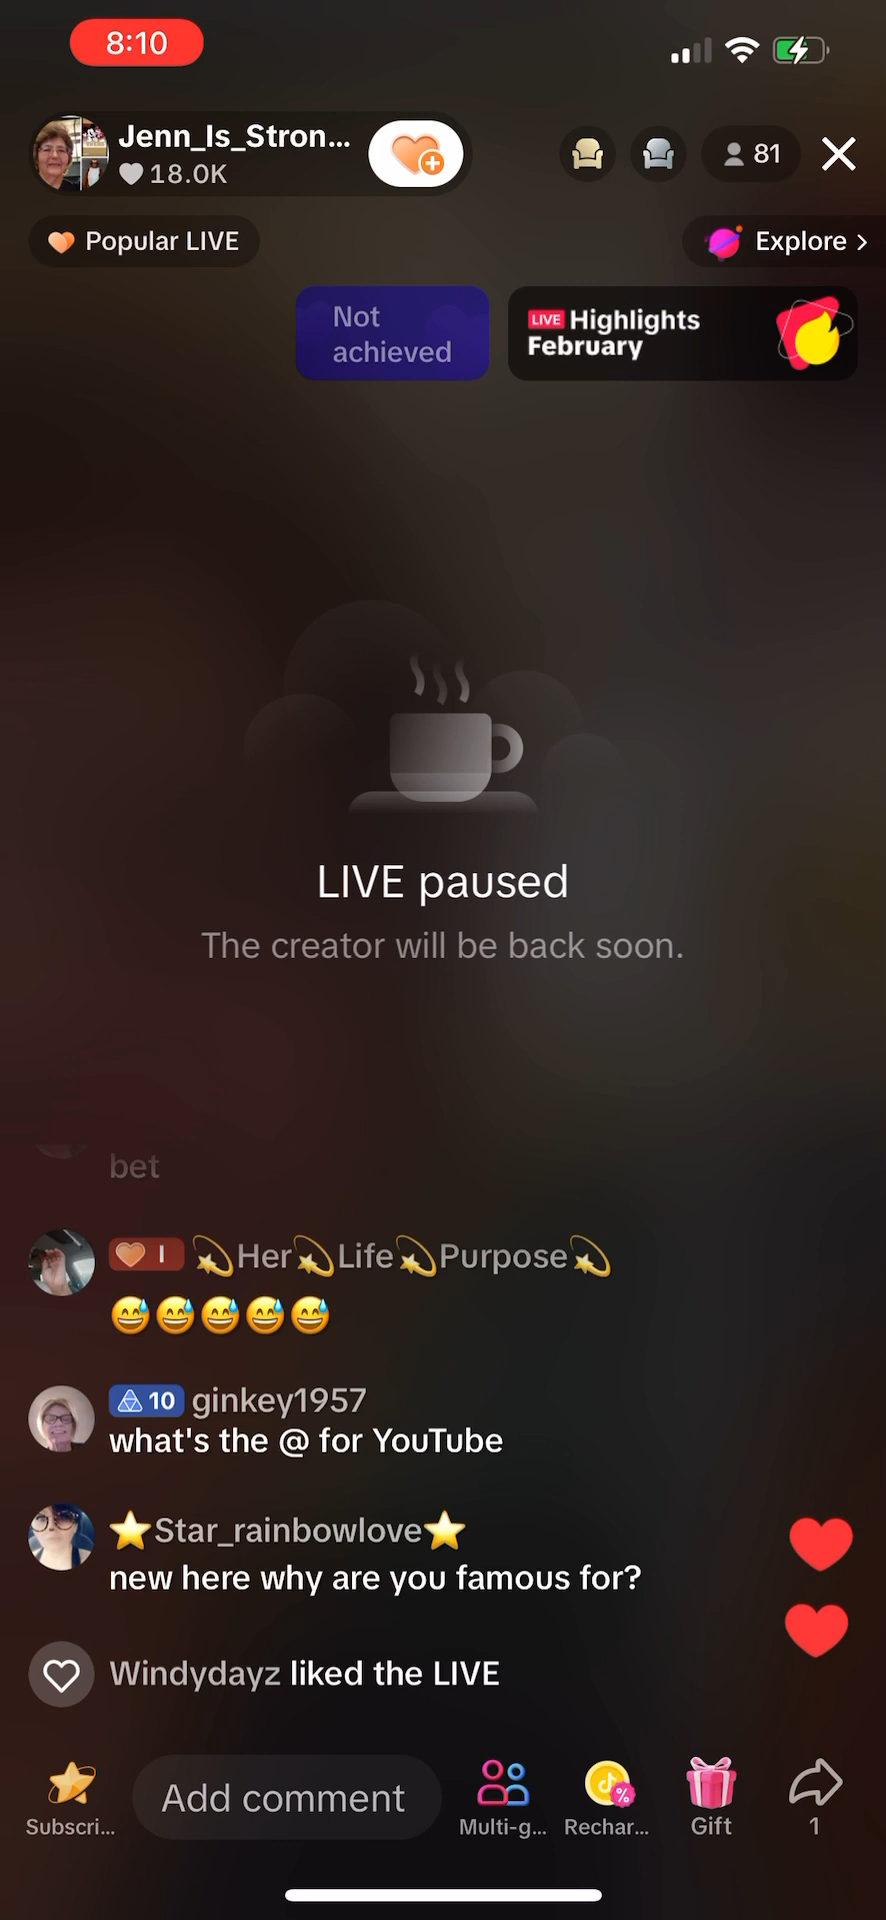 8:10
Jenn_Is_Stron...
18.0K
81
Popular LIVE
Explore >
Not
achieved
LIVE Highlights
February
LIVE paused
The creator will be back soon.
bet
I 💫Her💫Life💫Purpose💫
😅😅😅😅😅
10 ginkey1957
what's the @ for YouTube
⭐Star_rainbowlove⭐
new here why are you famous for?
Windydayz liked the LIVE
Add comment
Subscri...
Multi-g...
Rechar...
Gift
1